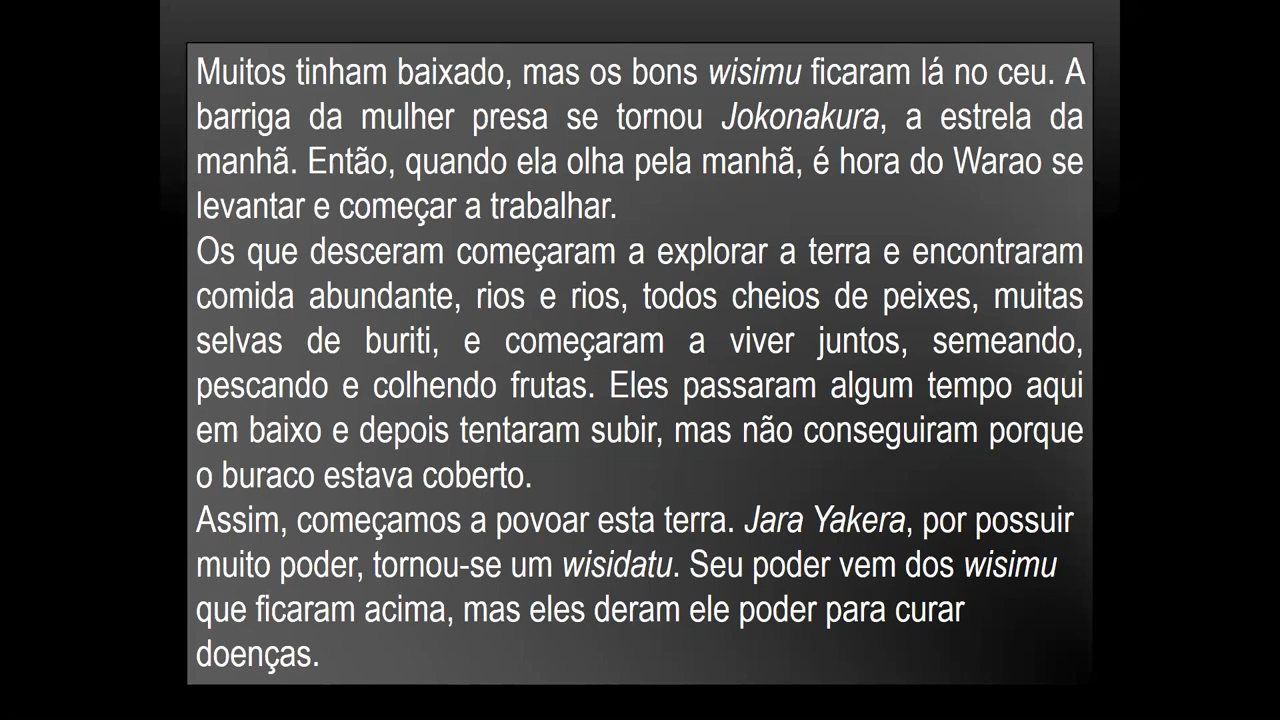 Muitos tinham baixado, mas os bons wisimu ficaram lá no ceu. A
barriga da mulher presa se tornou Jokonakura, a estrela da
manhã. Então, quando ela olha pela manhã, é hora do Warao se
levantar e começar a trabalhar.
Os que desceram começaram a explorar a terra e encontraram
comida abundante, rios e rios, todos cheios de peixes, muitas
selvas de buriti, e começaram a viver juntos, semeando,
pescando e colhendo frutas. Eles passaram algum tempo aqui
em baixo e depois tentaram subir, mas não conseguiram porque
o buraco estava coberto.
Assim, começamos a povoar esta terra. Jara Yakera, por possuir
muito poder, tornou-se um wisidatu. Seu poder vem dos wisimu
que ficaram acima, mas eles deram ele poder para curar
doenças.